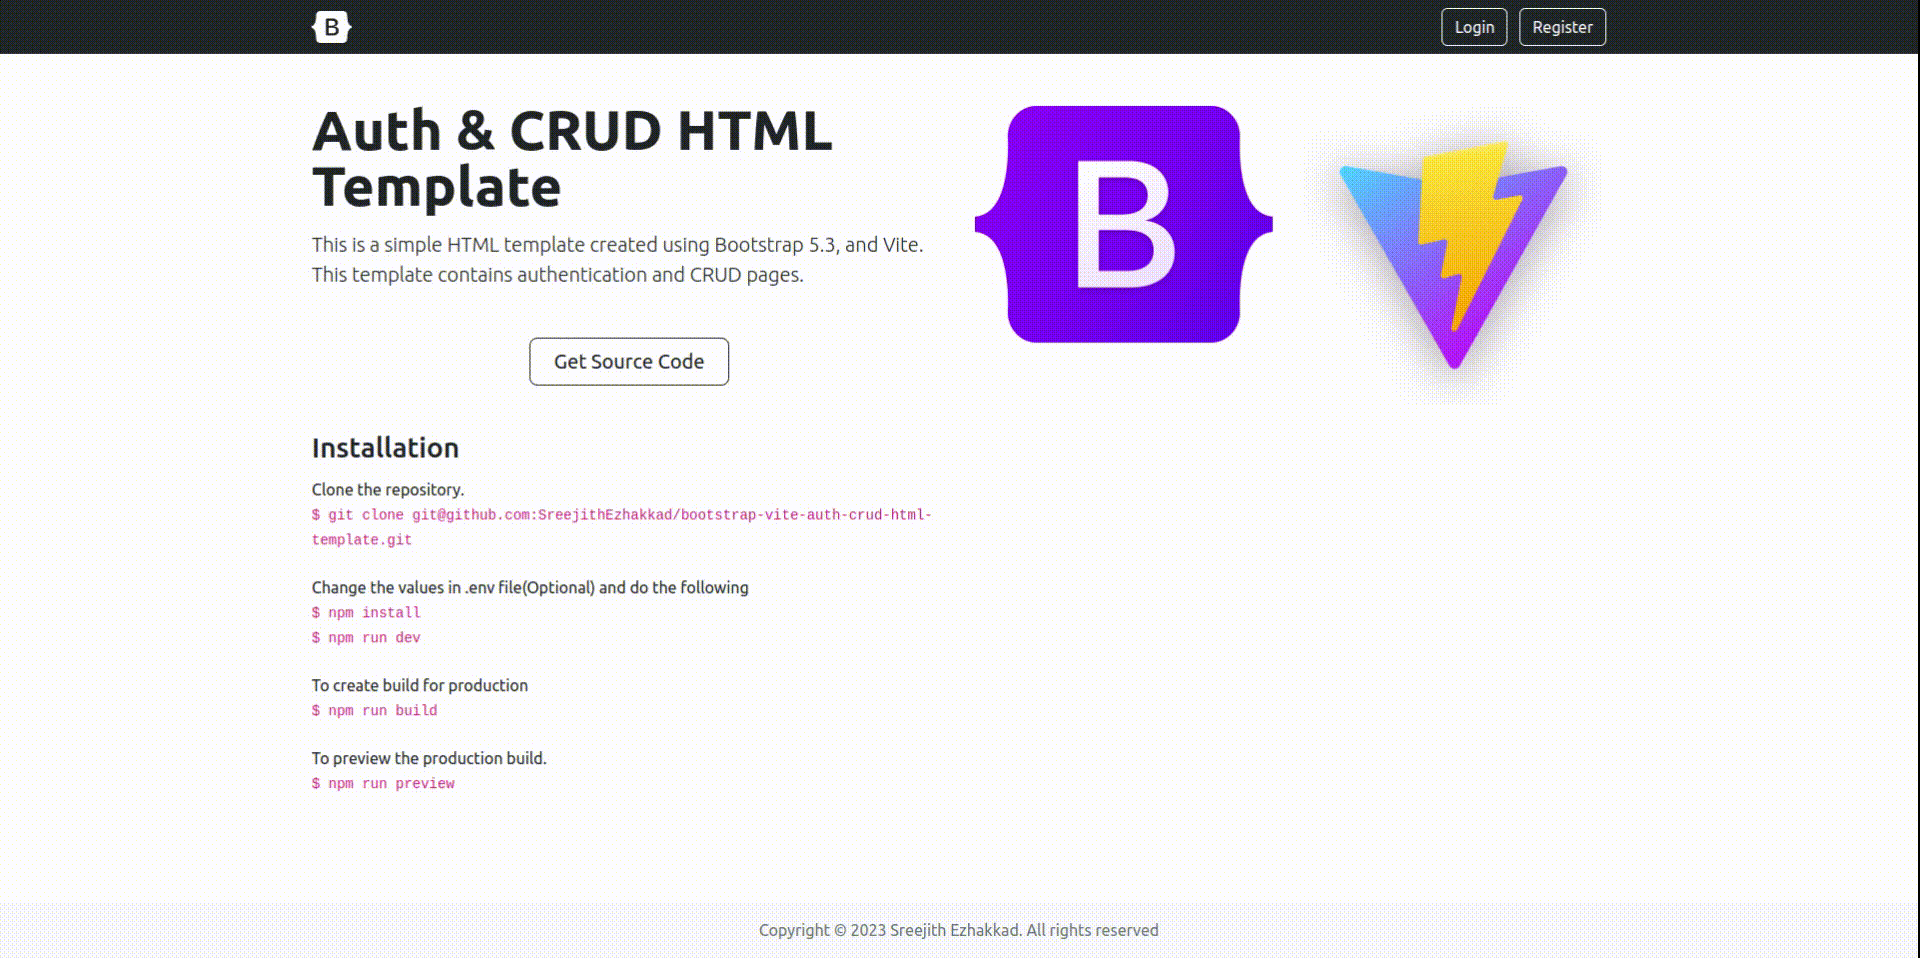 B
Login
Register
Auth & CRUD HTML
Template
This is a simple HTML template created using Bootstrap 5.3, and Vite.
This template contains authentication and CRUD pages.
B
Get Source Code
Installation
Clone the repository.
$ git clone git@github.com:SreejithEzhakkad/bootstrap-vite-auth-crud-html-
template.git
Change the values in .env file(Optional) and do the following
$ npm install
$ npm run dev
To create build for production
$ npm run build
To preview the production build.
$ npm run preview
Copyright © 2023 Sreejith Ezhakkad. All rights reserved